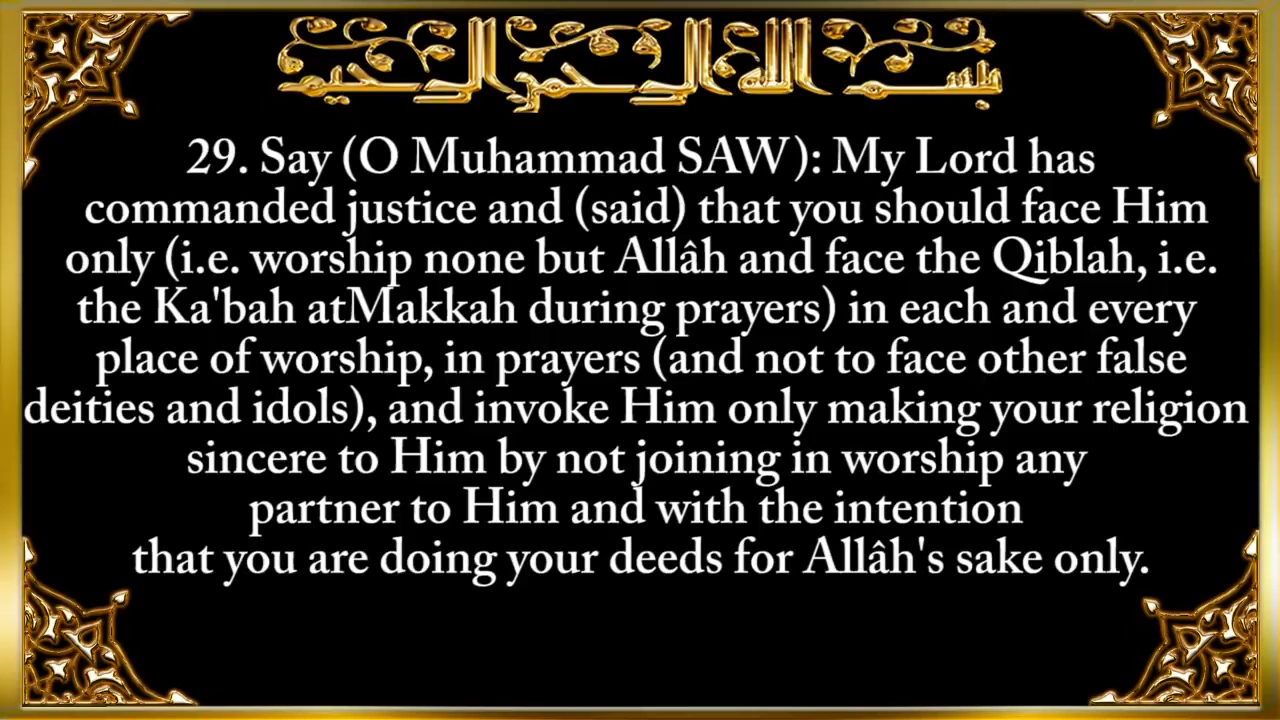 بسم الله الرحمن الرحيم
29. Say (O Muhammad SAW): My Lord has
commanded justice and (said) that you should face Him
only (i.e. worship none but Allâh and face the Qiblah, i.e.
the Ka'bah atMakkah during prayers) in each and every
place of worship, in prayers (and not to face other false
deities and idols), and invoke Him only making your religion
sincere to Him by not joining in worship any
partner to Him and with the intention
that you are doing your deeds for Allâh's sake only.